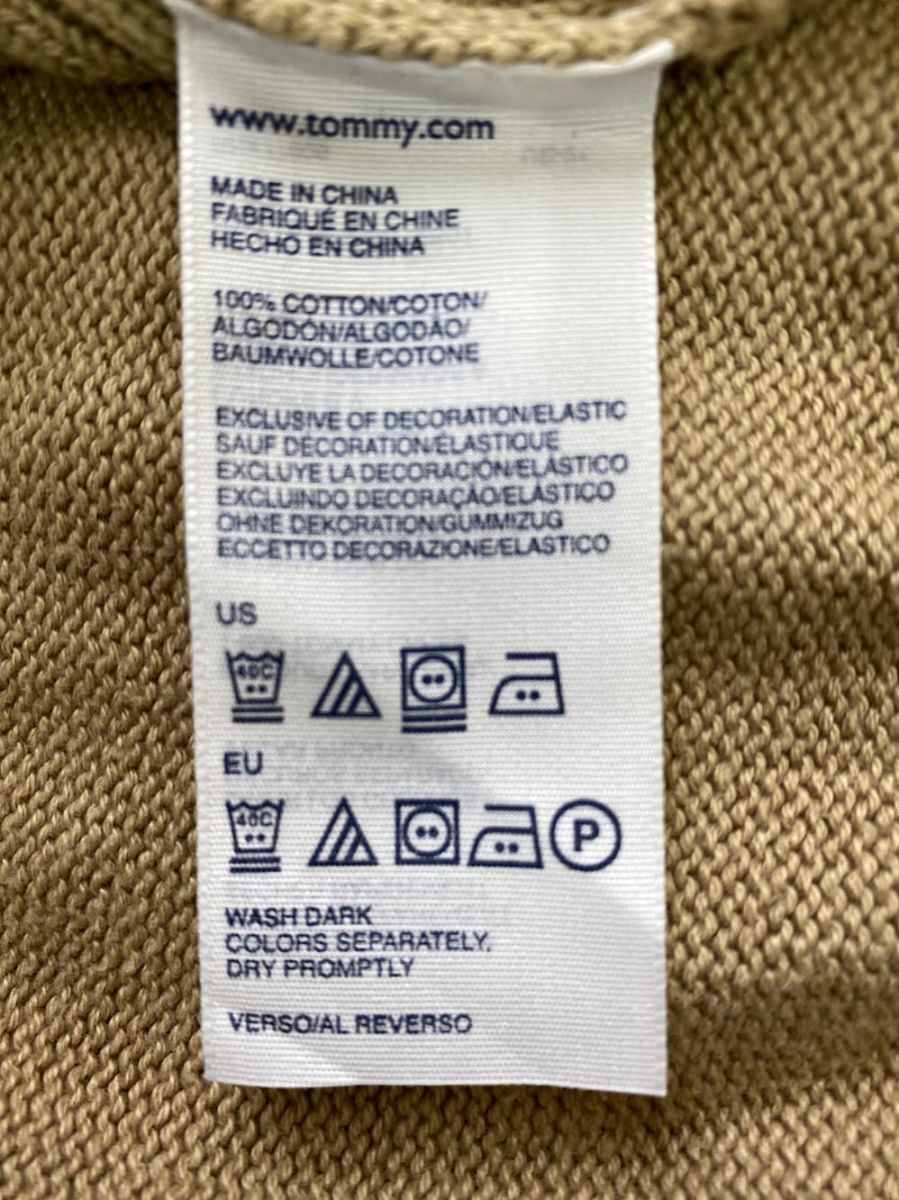 www.tommy.com
MADE IN CHINA
FABRIQUÉ EN CHINE
HECHO EN CHINA
100% COTTON/COTON/
ALGODÓN/ALGODÃO/
BAUMWOLLE/COTONE
EXCLUSIVE OF DECORATION/ELASTIC
SAUF DÉCORATION/ÉLASTIQUE
EXCLUYE LA DECORACIÓN/ELÁSTICO
EXCLUINDO DECORAÇÃO/ELÁSTICO
OHNE DEKORATION/GUMMIZUG
ECCETTO DECORAZIONE/ELASTICO
US
40C
EU
40C P
WASH DARK
COLORS SEPARATELY,
DRY PROMPTLY
VERSO/AL REVERSO